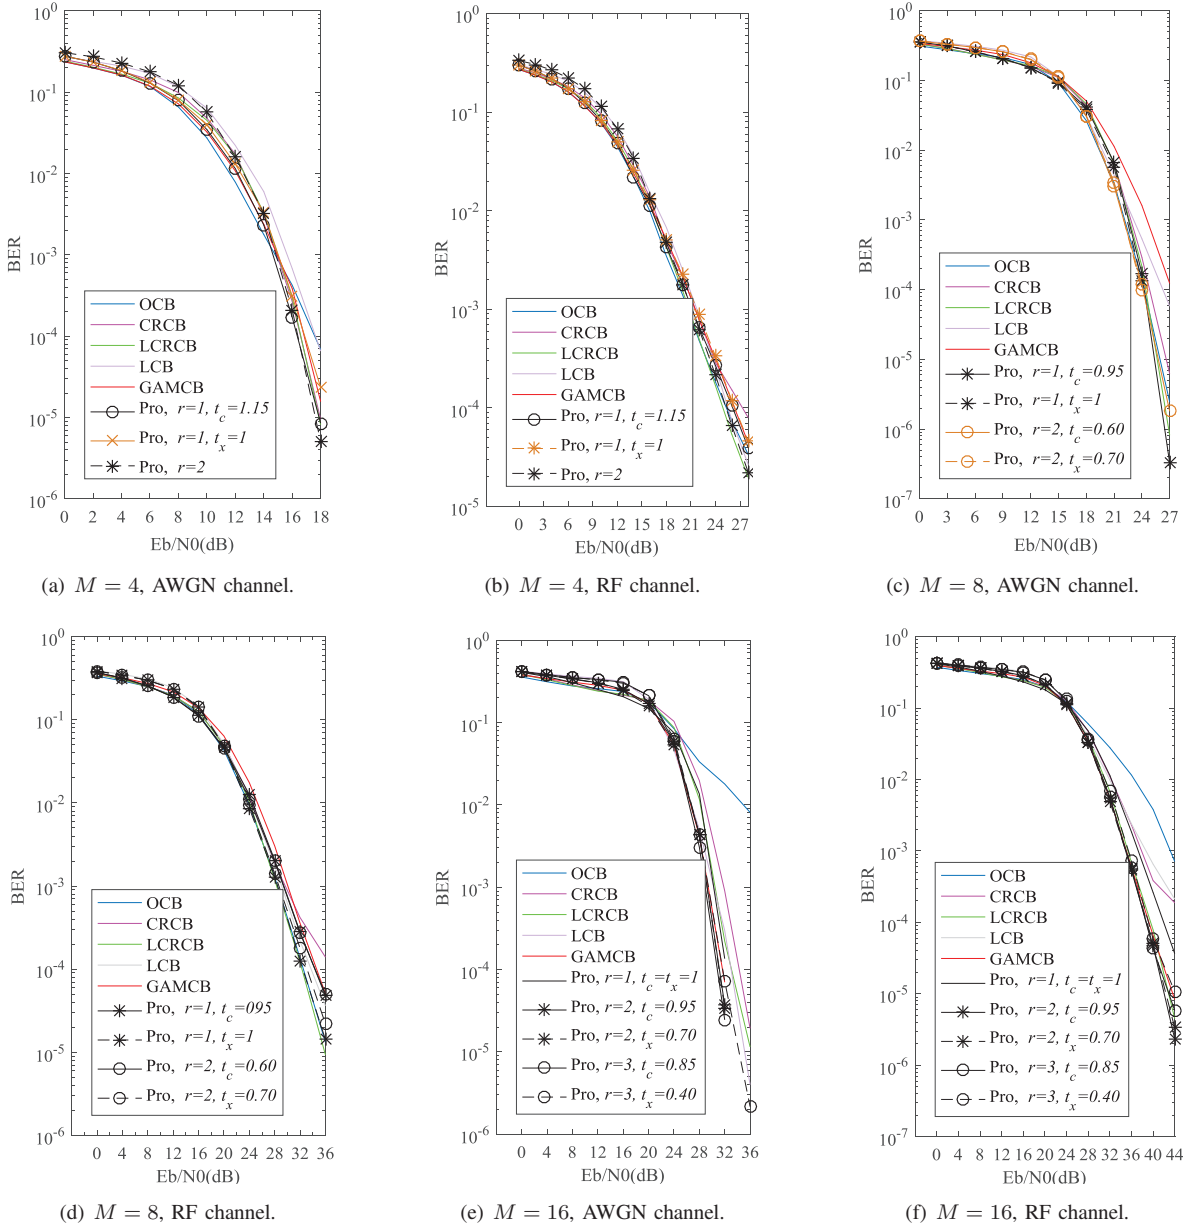 10^0
10^-1
10^-2
10^-3
10^-4
10^-5
10^-6
BER
0 2 4 6 8 10 12 14 16 18
Eb/N0(dB)
OCB
CRCB
LCRCB
LCB
GAMCB
Pro, r=1, t_c=1.15
Pro, r=1, t_x=1
Pro, r=2
(a) M = 4, AWGN channel.
10^0
10^-1
10^-2
10^-3
10^-4
10^-5
BER
0 3 6 9 12 15 18 21 24 27
Eb/N0(dB)
OCB
CRCB
LCRCB
LCB
GAMCB
Pro, r=1, t_c=1.15
Pro, r=1, t_x=1
Pro, r=2
(b) M = 4, RF channel.
10^0
10^-1
10^-2
10^-3
10^-4
10^-5
10^-6
10^-7
BER
0 3 6 9 12 15 18 21 24 27
Eb/N0(dB)
OCB
CRCB
LCRCB
LCB
GAMCB
Pro, r=1, t_c=0.95
Pro, r=1, t_x=1
Pro, r=2, t_c=0.60
Pro, r=2, t_x=0.70
(c) M = 8, AWGN channel.
10^0
10^-1
10^-2
10^-3
10^-4
10^-5
10^-6
BER
0 4 8 12 16 20 24 28 32 36
Eb/N0(dB)
OCB
CRCB
LCRCB
LCB
GAMCB
Pro, r=1, t_c=095
Pro, r=1, t_x=1
Pro, r=2, t_c=0.60
Pro, r=2, t_x=0.70
(d) M = 8, RF channel.
10^0
10^-1
10^-2
10^-3
10^-4
10^-5
10^-6
BER
0 4 8 12 16 20 24 28 32 36
Eb/N0(dB)
OCB
CRCB
LCRCB
LCB
GAMCB
Pro, r=1, t_c=t_x=1
Pro, r=2, t_c=0.95
Pro, r=2, t_x=0.70
Pro, r=3, t_c=0.85
Pro, r=3, t_x=0.40
(e) M = 16, AWGN channel.
10^0
10^-1
10^-2
10^-3
10^-4
10^-5
10^-6
10^-7
BER
0 4 8 12 16 20 24 28 32 36 40 44
Eb/N0(dB)
OCB
CRCB
LCRCB
LCB
GAMCB
Pro, r=1, t_c=t_x=1
Pro, r=2, t_c=0.95
Pro, r=2, t_x=0.70
Pro, r=3, t_c=0.85
Pro, r=3, t_x=0.40
(f) M = 16, RF channel.